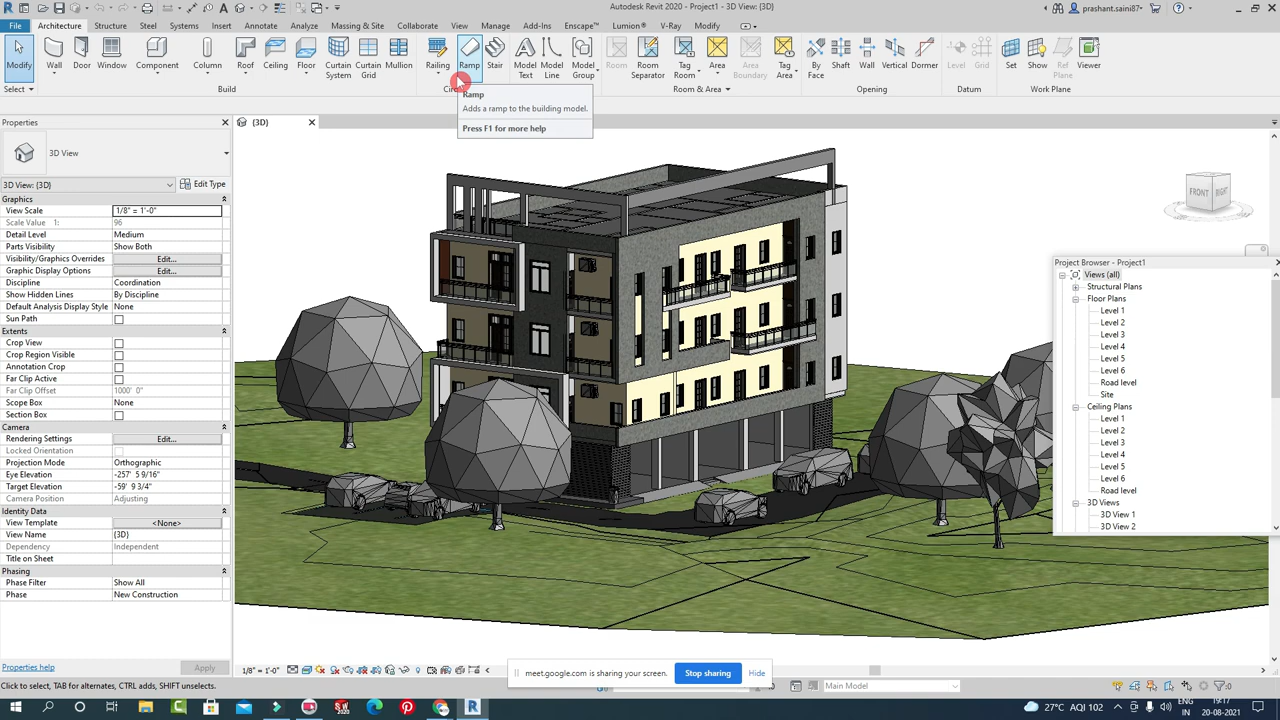 Autodesk Revit 2020 - Project1 - 3D View: {3D}
prashant.saini87
File Architecture Structure Steel Systems Insert Annotate Analyze Massing & Site Collaborate View Manage Add-Ins Enscape™ Lumion® V-Ray Modify
Modify Wall Door Window Component Column Roof Ceiling Floor Curtain System Curtain Grid Mullion Railing Ramp Stair Model Text Model Line Model Group Room Room Separator Tag Room Area Area Boundary Tag Area By Face Shaft Wall Vertical Dormer Level Grid Set Show Viewer
Select Build Room & Area Opening Datum Work Plane
Ramp
Adds a ramp to the building model.
Press F1 for more help
Properties
{3D}
3D View
3D View: {3D} Edit Type
Graphics
View Scale 1/8" = 1'-0"
Scale Value 1: 96
Detail Level Medium
Parts Visibility Show Both
Visibility/Graphics Overrides Edit...
Graphic Display Options Edit...
Discipline Coordination
Show Hidden Lines By Discipline
Default Analysis Display Style None
Sun Path
Extents
Crop View
Crop Region Visible
Annotation Crop
Far Clip Active
Far Clip Offset 1000' 0"
Scope Box None
Section Box
Camera
Rendering Settings Edit...
Locked Orientation
Projection Mode Orthographic
Eye Elevation -257' 5 9/16"
Target Elevation -59' 9 3/4"
Camera Position Adjusting
Identity Data
View Template <None>
View Name {3D}
Dependency Independent
Title on Sheet
Phasing
Phase Filter Show All
Phase New Construction
Properties help Apply
FRONT RIGHT
Project Browser - Project1
Views (all)
Structural Plans
Floor Plans
Level 1
Level 2
Level 3
Level 4
Level 5
Level 6
Road level
Site
Ceiling Plans
Level 1
Level 2
Level 3
Level 4
Level 5
Level 6
Road level
3D Views
3D View 1
3D View 2
1/8" = 1'-0"
meet.google.com is sharing your screen. Stop sharing Hide
Click to select, TAB for alternates, CTRL adds, SHIFT unselects.
Main Model
:0
27°C AQI 102
ENG
IN
19:17
20-08-2021